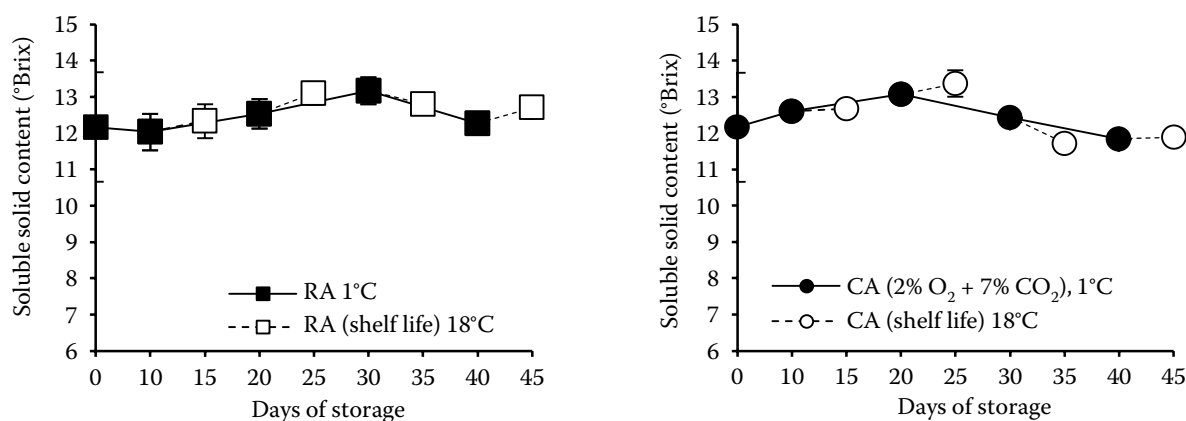 Soluble solid content (°Brix)
15
14
13
12
11
10
9
8
7
6
RA 1°C
RA (shelf life) 18°C
0 10 15 20 25 30 35 40 45
Days of storage
Soluble solid content (°Brix)
15
14
13
12
11
10
9
8
7
6
CA (2% O₂ + 7% CO₂), 1°C
CA (shelf life) 18°C
0 10 15 20 25 30 35 40 45
Days of storage